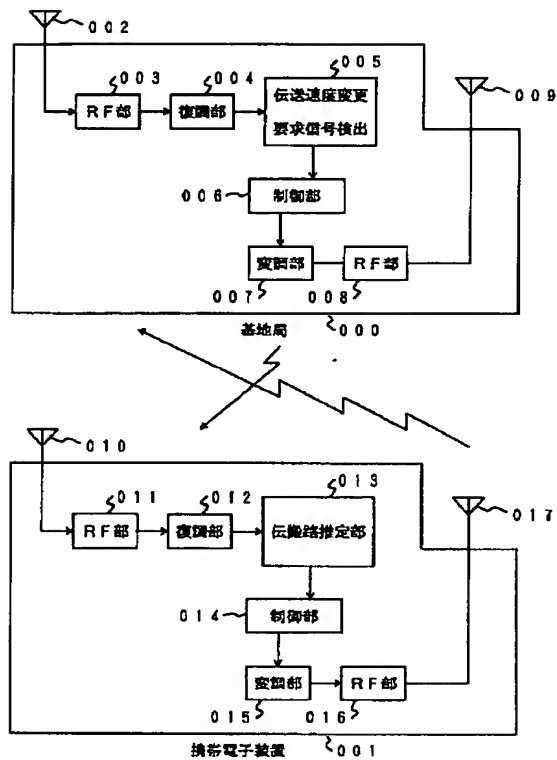 002
003
004
005
RF部
復調部
伝送速度変更
要求信号検出
009
006
制御部
変調部
RF部
007
008
基地局
000
010
011
012
013
RF部
復調部
伝搬路推定部
017
014
制御部
変調部
RF部
015
016
携帯電子装置
001